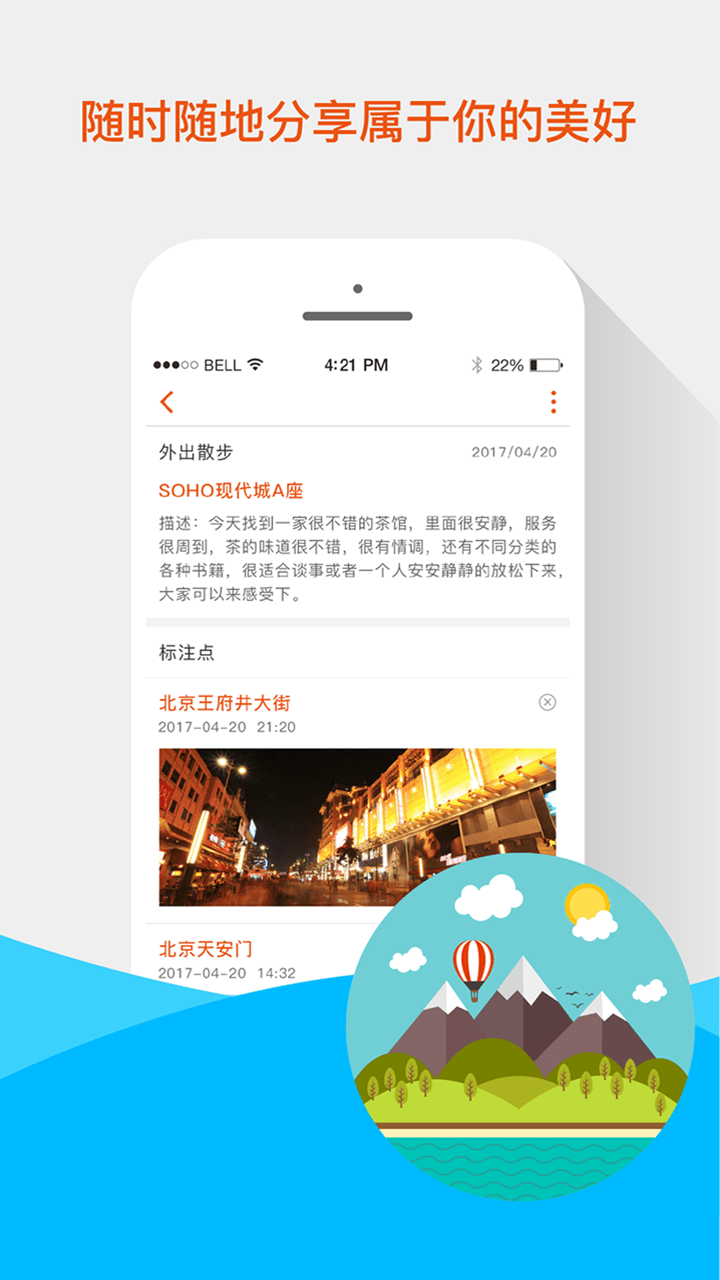 随时随地分享属于你的美好
BELL 4:21 PM 22%
外出散步 2017/04/20
SOHO现代城A座
描述：今天找到一家很不错的茶馆，里面很安静，服务
很周到，茶的味道很不错，很有情调，还有不同分类的
各种书籍，很适合谈事或者一个人安安静静的放松下来，
大家可以来感受下。
标注点
北京王府井大街
2017-04-20 21:20
北京天安门
2017-04-20 14:32